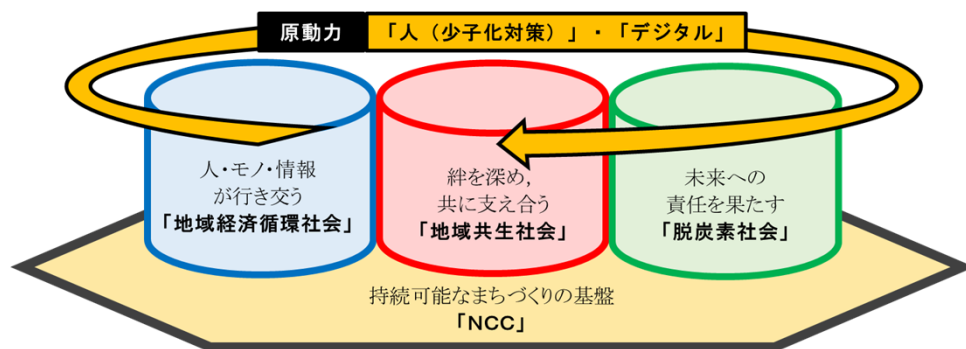 原動力 「人（少子化対策）」・「デジタル」
人・モノ・情報
が行き交う
「地域経済循環社会」
絆を深め,
共に支え合う
「地域共生社会」
未来への
責任を果たす
「脱炭素社会」
持続可能なまちづくりの基盤
「NCC」